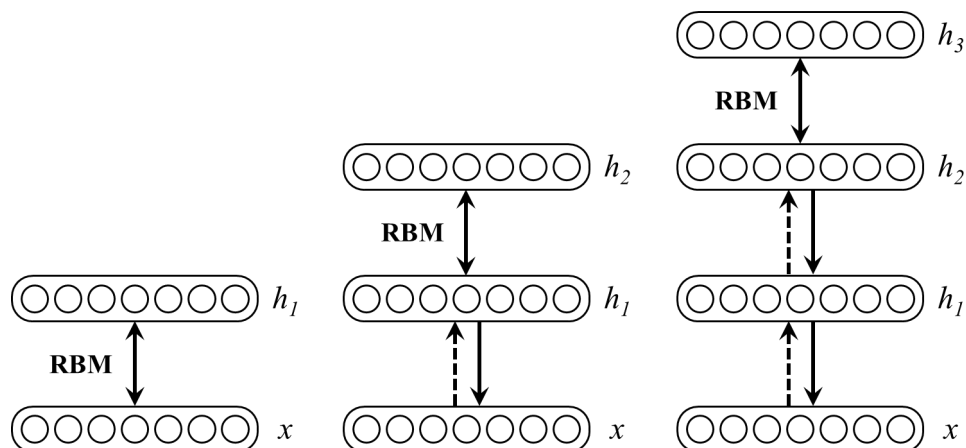 h₃
RBM
h₂ h₂
RBM
h₁ h₁ h₁
RBM
x x x